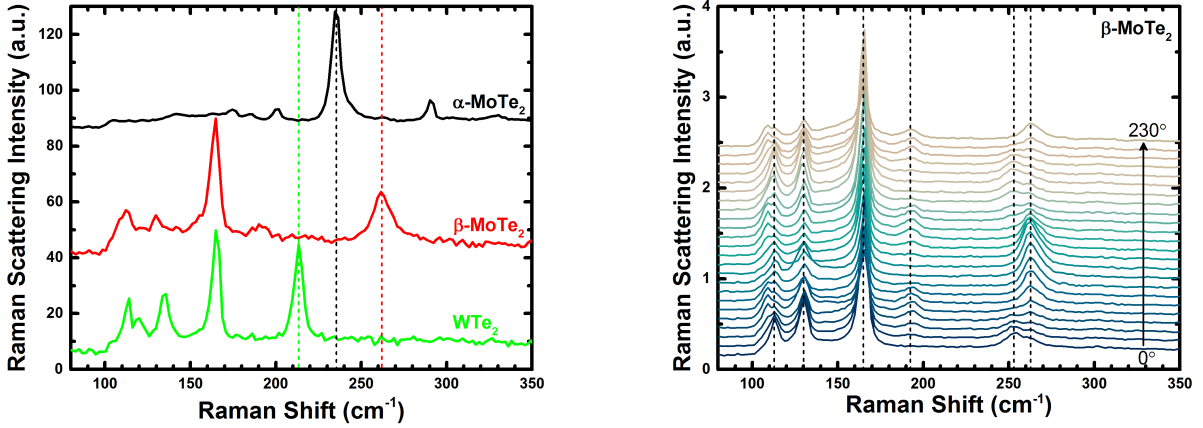 Raman Scattering Intensity (a.u.)
120
100
80
60
40
20
0
α-MoTe2
β-MoTe2
WTe2
100 150 200 250 300 350
Raman Shift (cm-1)
Raman Scattering Intensity (a.u.)
4
3
2
1
0
β-MoTe2
230°
0°
100 150 200 250 300 350
Raman Shift (cm-1)